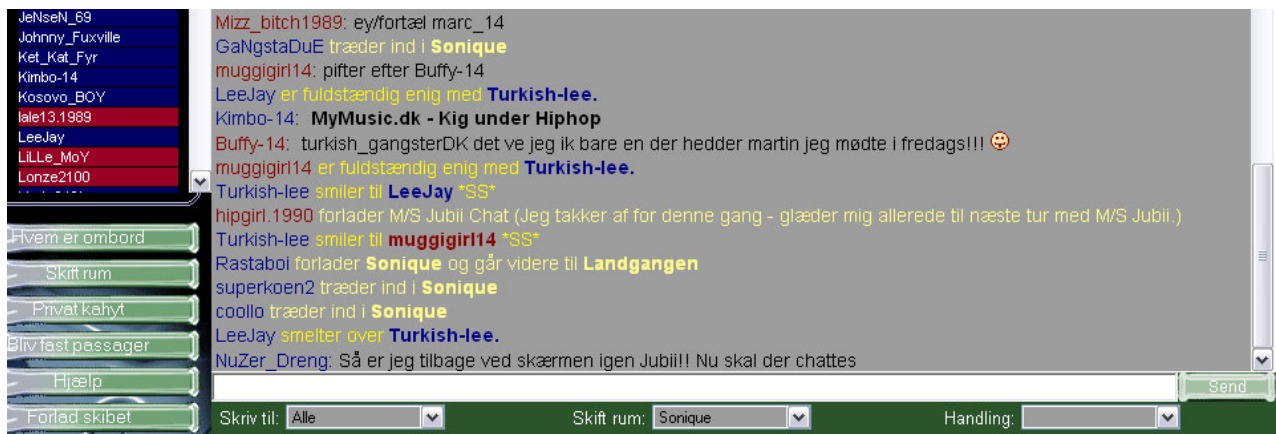 JeNseN_69
Johnny_Fuxville
Ket_Kat_Fyr
Kimbo-14
Kosovo_BOY
lale13.1989
LeeJay
LiLLe_MoY
Lonze2100
Hvem er ombord
Skift rum
Privat kahyt
Bliv fast passager
Hjælp
Forlad skibet
Mizz_bitch1989: ey/fortæl marc_14
GaNgstaDuE træder ind i Sonique
muggigirl14: pifter efter Buffy-14
LeeJay er fuldstændig enig med Turkish-lee.
Kimbo-14: MyMusic.dk - Kig under Hiphop
Buffy-14: turkish_gangsterDK det ve jeg ik bare en der hedder martin jeg mødte i fredags!!!
muggigirl14 er fuldstændig enig med Turkish-lee.
Turkish-lee smiler til LeeJay *SS*
hipgirl.1990 forlader M/S Jubii Chat (Jeg takker af for denne gang - glæder mig allerede til næste tur med M/S Jubii.)
Turkish-lee smiler til muggigirl14 *SS*
Rastaboi forlader Sonique og går videre til Landgangen
superkoen2 træder ind i Sonique
coollo træder ind i Sonique
LeeJay smelter over Turkish-lee.
NuZer_Dreng: Så er jeg tilbage ved skærmen igen Jubii!! Nu skal der chattes
Send
Skriv til: Alle Skift rum: Sonique Handling: